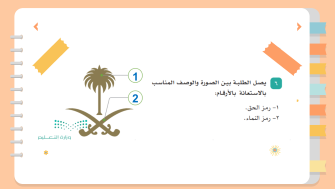 ٦ يصل الطلبة بين الصورة والوصف المناسب
بالاستعانة بالأرقام:
١- رمز الحق.
٢- رمز النماء.
1
2
وزارة التعليم